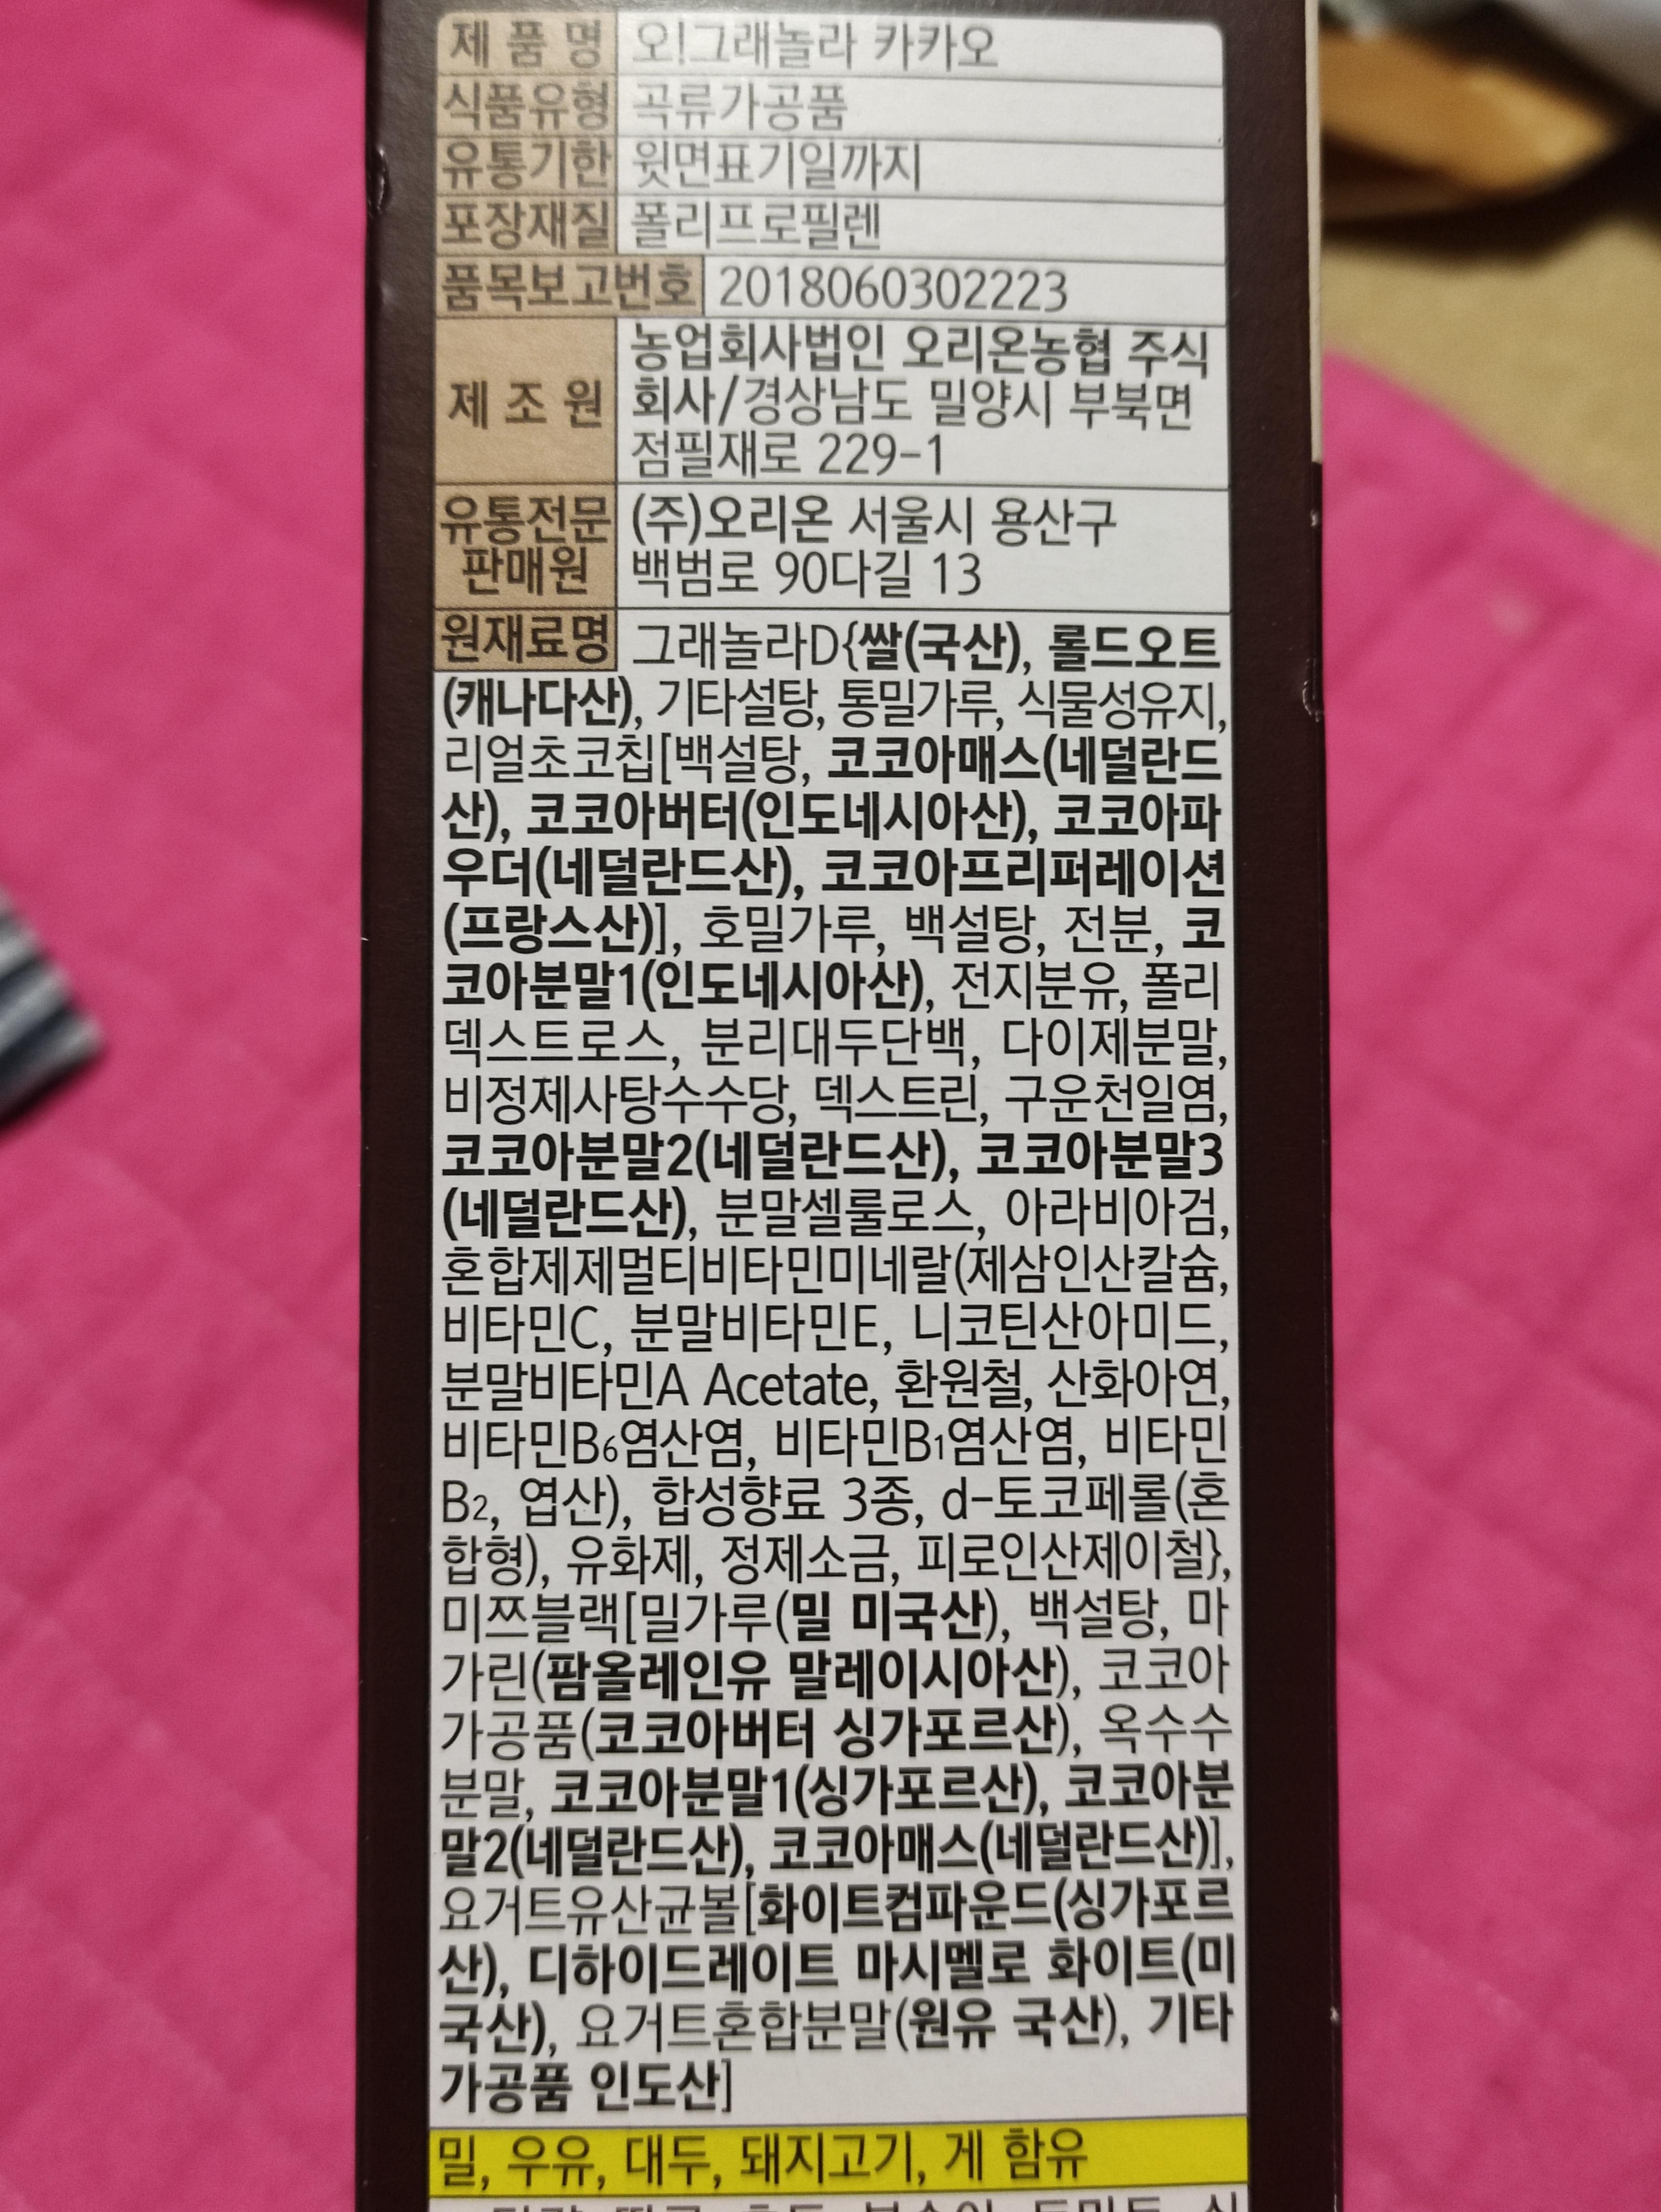 제 품 명 오!그래놀라 카카오
식품유형 곡류가공품
유통기한 윗면표기일까지
포장재질 폴리프로필렌
품목보고번호 2018060302223
농업회사법인 오리온농협 주식
제 조 원 회사/경상남도 밀양시 부북면
점필재로 229-1
유통전문 (주)오리온 서울시 용산구
판매원 백범로 90다길 13
원재료명 그래놀라D{쌀(국산), 롤드오트
(캐나다산), 기타설탕, 통밀가루, 식물성유지,
리얼초코칩[백설탕, 코코아매스(네덜란드
산), 코코아버터(인도네시아산), 코코아파
우더(네덜란드산), 코코아프리퍼레이션
(프랑스산)], 호밀가루, 백설탕, 전분, 코
코아분말1(인도네시아산), 전지분유, 폴리
덱스트로스, 분리대두단백, 다이제분말,
비정제사탕수수당, 덱스트린, 구운천일염,
코코아분말2(네덜란드산), 코코아분말3
(네덜란드산), 분말셀룰로스, 아라비아검,
혼합제제멀티비타민미네랄(제삼인산칼슘,
비타민C, 분말비타민E, 니코틴산아미드,
분말비타민A Acetate, 환원철, 산화아연,
비타민B₆염산염, 비타민B₁염산염, 비타민
B₂, 엽산), 합성향료 3종, d-토코페롤(혼
합형), 유화제, 정제소금, 피로인산제이철},
미쯔블랙[밀가루(밀 미국산), 백설탕, 마
가린(팜올레인유 말레이시아산), 코코아
가공품(코코아버터 싱가포르산), 옥수수
분말, 코코아분말1(싱가포르산), 코코아분
말2(네덜란드산), 코코아매스(네덜란드산)],
요거트유산균볼[화이트컴파운드(싱가포르
산), 디하이드레이트 마시멜로 화이트(미
국산), 요거트혼합분말(원유 국산), 기타
가공품 인도산]
밀, 우유, 대두, 돼지고기, 게 함유